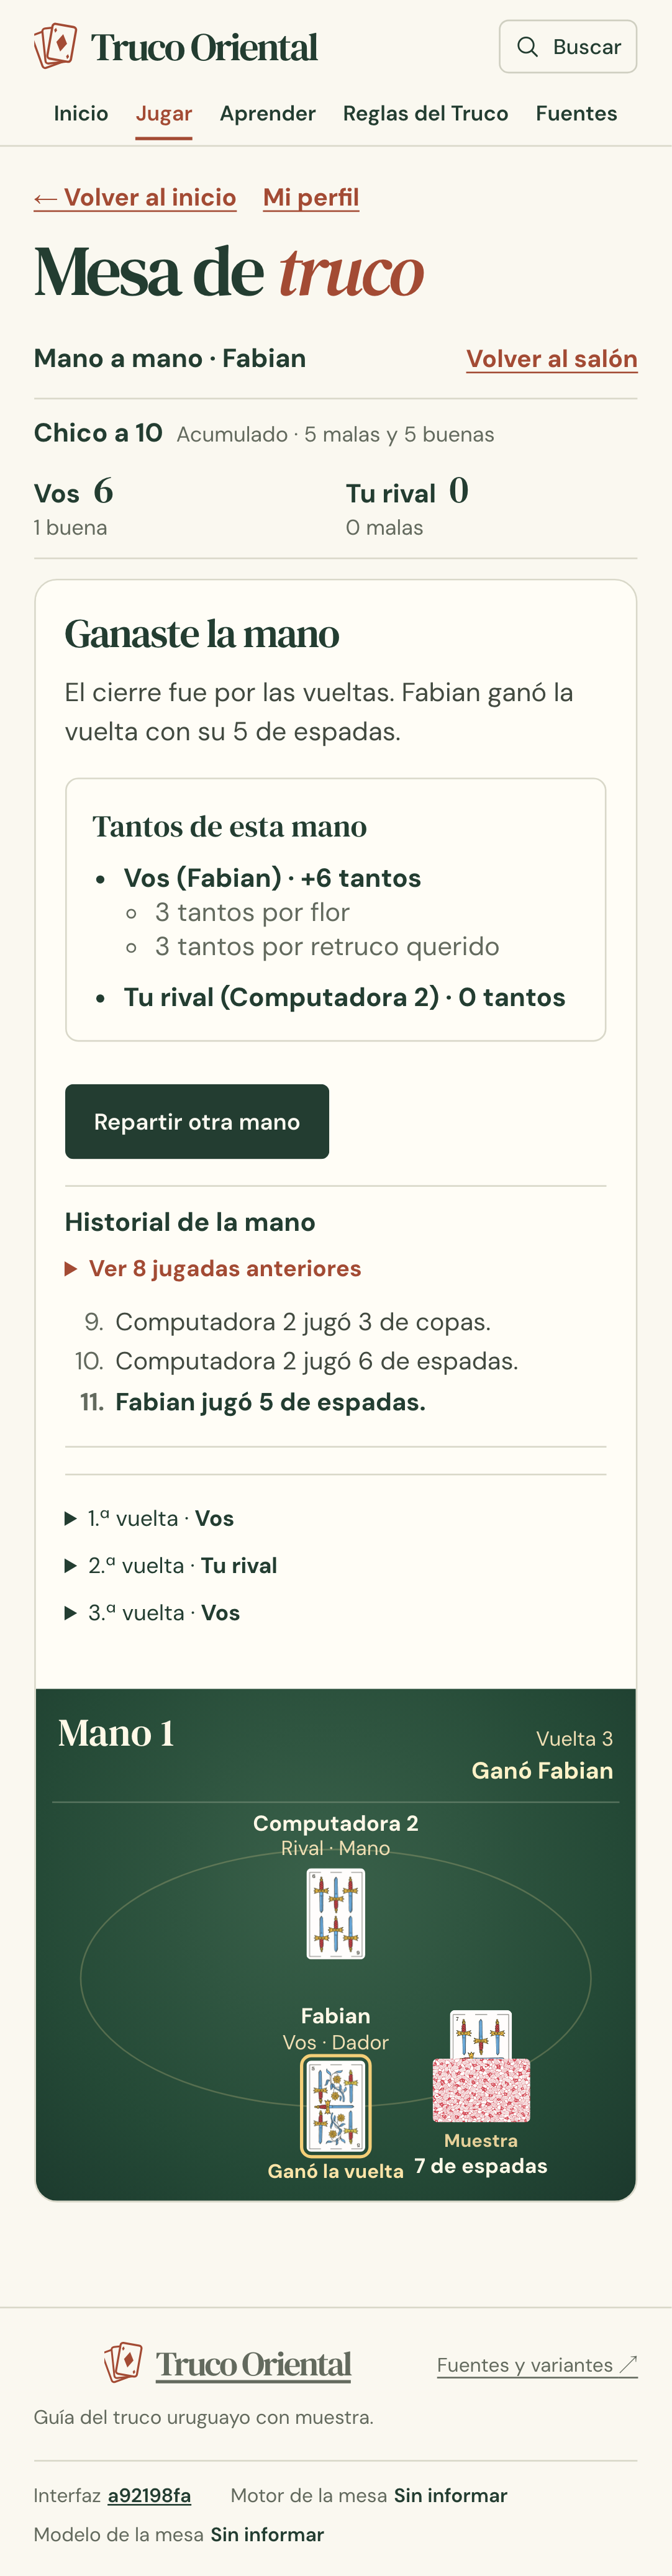 Truco Oriental
Buscar
Inicio Jugar Aprender Reglas del Truco Fuentes
← Volver al inicio Mi perfil
Mesa de truco
Mano a mano · Fabian Volver al salón
Chico a 10 Acumulado · 5 malas y 5 buenas
Vos 6 Tu rival 0
1 buena 0 malas
Ganaste la mano
El cierre fue por las vueltas. Fabian ganó la
vuelta con su 5 de espadas.
Tantos de esta mano
• Vos (Fabian) · +6 tantos
◦ 3 tantos por flor
◦ 3 tantos por retruco querido
• Tu rival (Computadora 2) · 0 tantos
Repartir otra mano
Historial de la mano
▶ Ver 8 jugadas anteriores
9. Computadora 2 jugó 3 de copas.
10. Computadora 2 jugó 6 de espadas.
11. Fabian jugó 5 de espadas.
▶ 1.ª vuelta · Vos
▶ 2.ª vuelta · Tu rival
▶ 3.ª vuelta · Vos
Mano 1
Vuelta 3
Ganó Fabian
Computadora 2
Rival · Mano
6
6
Fabian
Vos · Dador
5
5
7
Ganó la vuelta
Muestra
7 de espadas
Truco Oriental
Fuentes y variantes ↗
Guía del truco uruguayo con muestra.
Interfaz a92198fa Motor de la mesa Sin informar
Modelo de la mesa Sin informar